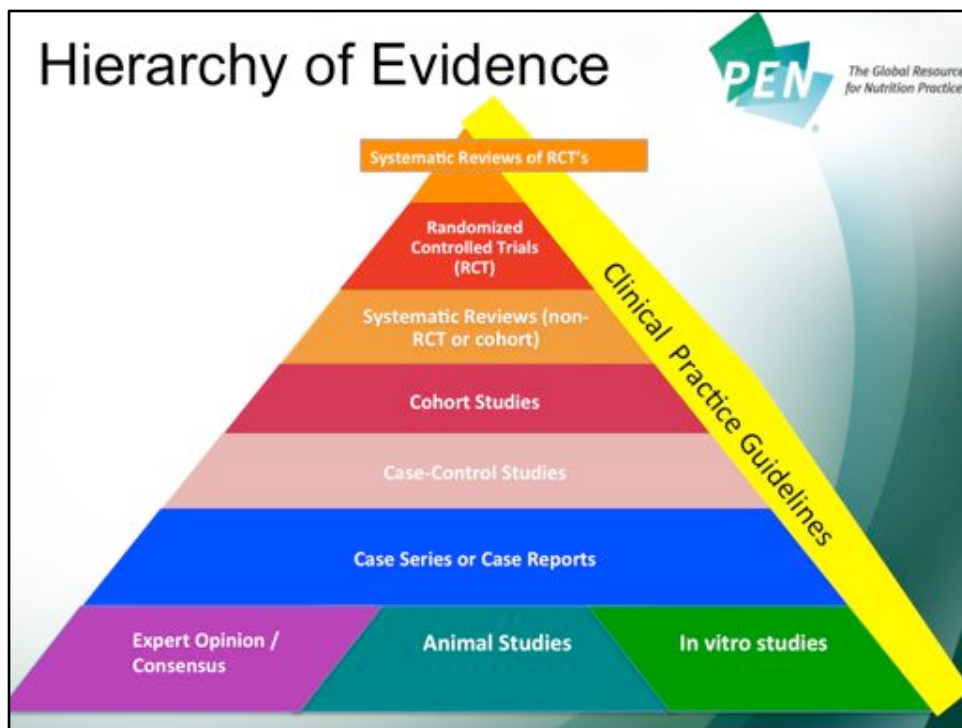 Hierarchy of Evidence
PEN
The Global Resource
for Nutrition Practice
Systematic Reviews of RCT's
Randomized
Controlled Trials
(RCT)
Systematic Reviews (non-
RCT or cohort)
Cohort Studies
Case-Control Studies
Case Series or Case Reports
Expert Opinion /
Consensus
Animal Studies
In vitro studies
Clinical Practice Guidelines